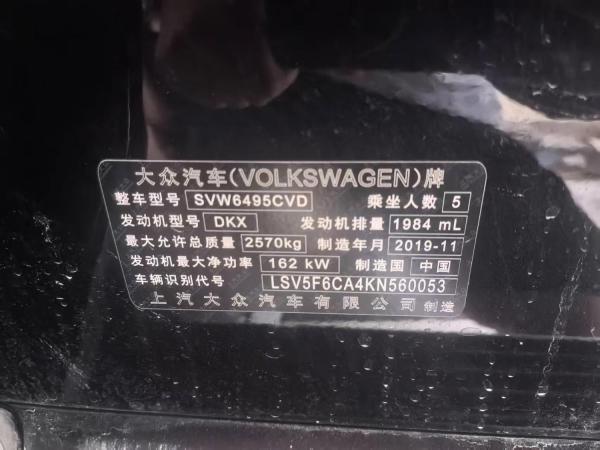 大众汽车(VOLKSWAGEN)牌
整车型号 SVW6495CVD 乘坐人数 5
发动机型号 DKX 发动机排量 1984 mL
最大允许总质量 2570kg 制造年月 2019-11
发动机最大净功率 162 kW 制造国 中国
车辆识别代号 LSV5F6CA4KN560053
上汽大众汽车有限公司 制造